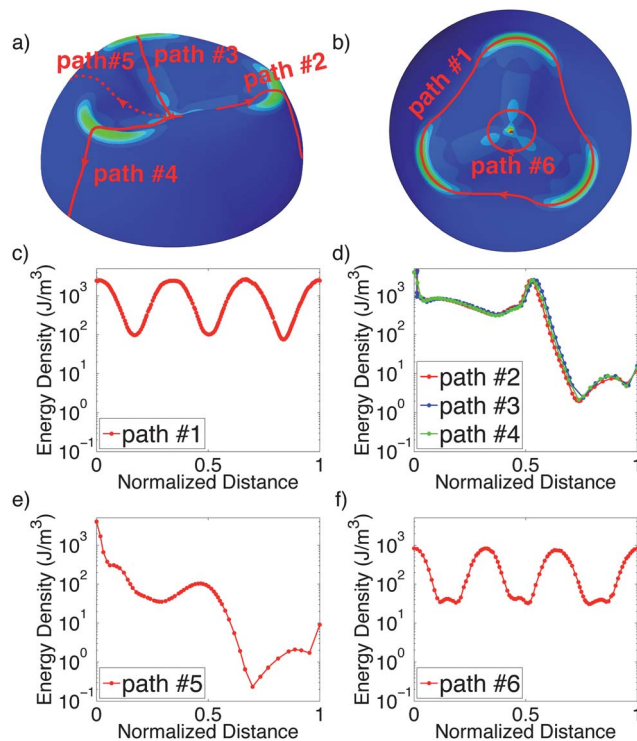 a)
path#5
path #3
path #2
path #4
b)
path #1
path #6
c)
Energy Density (J/m³)
10³
10²
10¹
10⁰
10⁻¹
path #1
0
0.5
1
Normalized Distance
d)
Energy Density (J/m³)
10³
10²
10¹
10⁰
10⁻¹
path #2
path #3
path #4
0
0.5
1
Normalized Distance
e)
Energy Density (J/m³)
10³
10²
10¹
10⁰
10⁻¹
path #5
0
0.5
1
Normalized Distance
f)
Energy Density (J/m³)
10³
10²
10¹
10⁰
10⁻¹
path #6
0
0.5
1
Normalized Distance